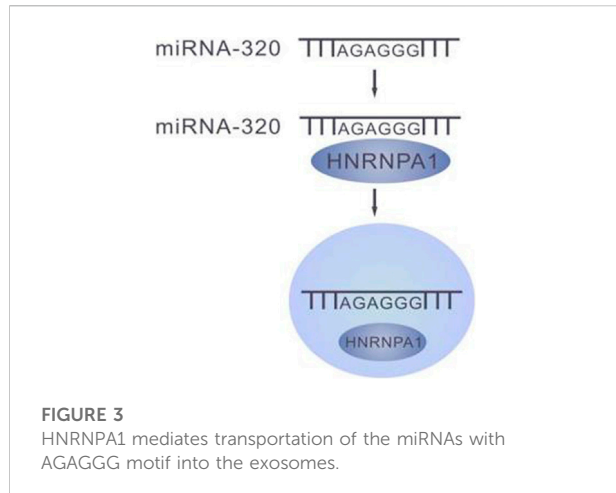 miRNA-320 AGAGGG
miRNA-320 AGAGGG
HNRNPA1
AGAGGG
HNRNPA1
FIGURE 3
HNRNPA1 mediates transportation of the miRNAs with
AGAGGG motif into the exosomes.